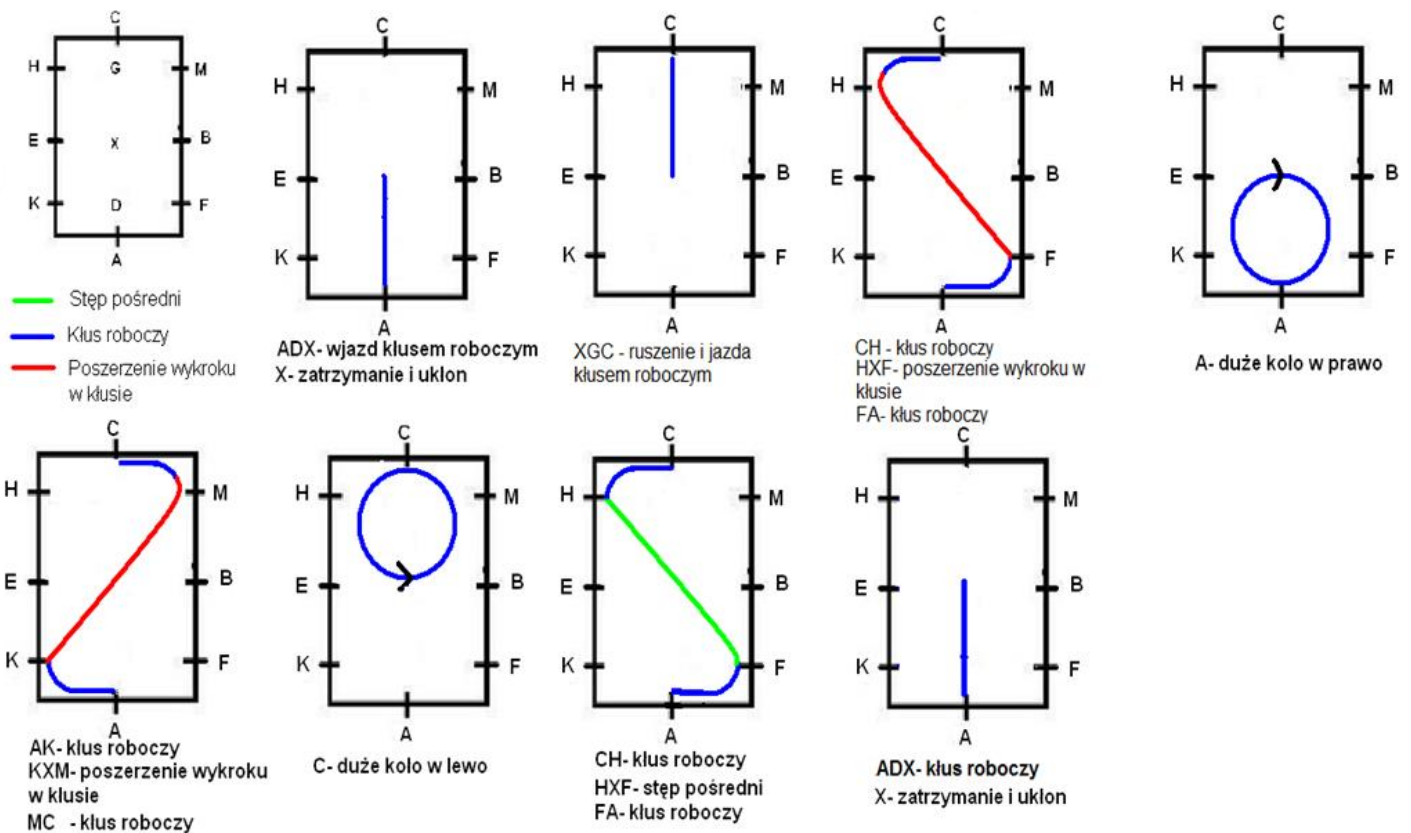 C
H
G
M
E
X
B
K
D
F
A
Stęp pośredni
Kłus roboczy
Poszerzenie wykroku
w kłusie
C
H
M
E
B
K
F
A
ADX- wjazd kłusem roboczym
X- zatrzymanie i ukłon
C
H
M
E
B
K
F
A
XGC - ruszenie i jazda
kłusem roboczym
C
H
M
E
B
K
F
A
CH - kłus roboczy
HXF- poszerzenie wykroku w
kłusie
FA- kłus roboczy
C
H
M
E
B
K
F
A
A- duże koło w prawo
C
H
M
E
B
K
F
A
AK- kłus roboczy
KXM- poszerzenie wykroku
w kłusie
MC - kłus roboczy
C
H
M
E
B
K
F
A
C- duże koło w lewo
C
H
M
E
B
K
F
A
CH- kłus roboczy
HXF- stęp pośredni
FA- kłus roboczy
C
H
M
E
B
K
F
A
ADX- kłus roboczy
X- zatrzymanie i ukłon